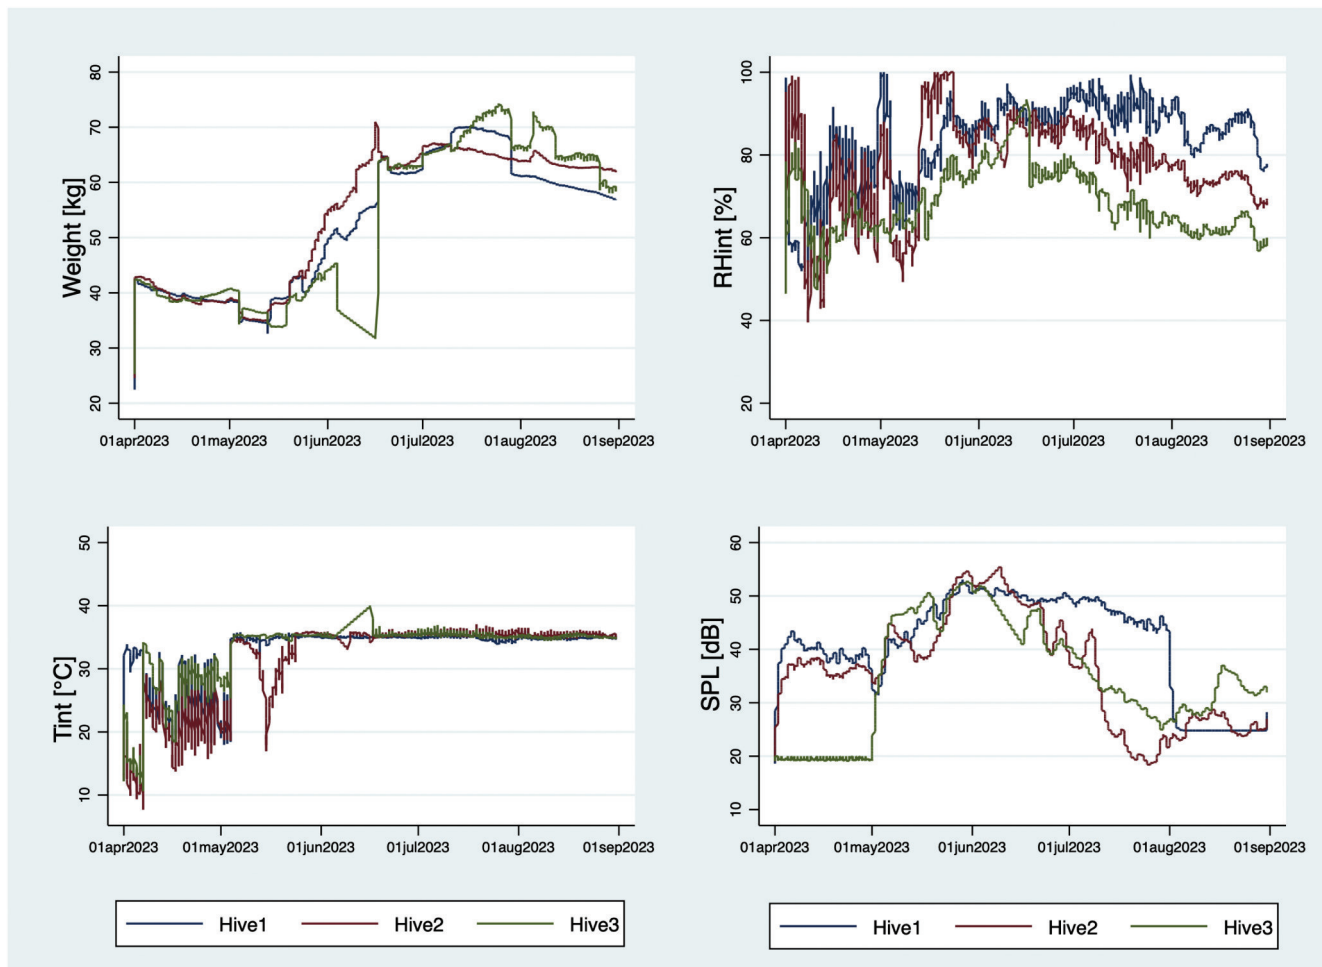 Weight [kg]
80
70
60
50
40
30
20
01apr2023 01may2023 01jun2023 01jul2023 01aug2023 01sep2023
RHint [%]
100
80
60
40
20
01apr2023 01may2023 01jun2023 01jul2023 01aug2023 01sep2023
Tint [°C]
50
40
30
20
10
01apr2023 01may2023 01jun2023 01jul2023 01aug2023 01sep2023
SPL [dB]
60
50
40
30
20
10
01apr2023 01may2023 01jun2023 01jul2023 01aug2023 01sep2023
Hive1 Hive2 Hive3
Hive1 Hive2 Hive3